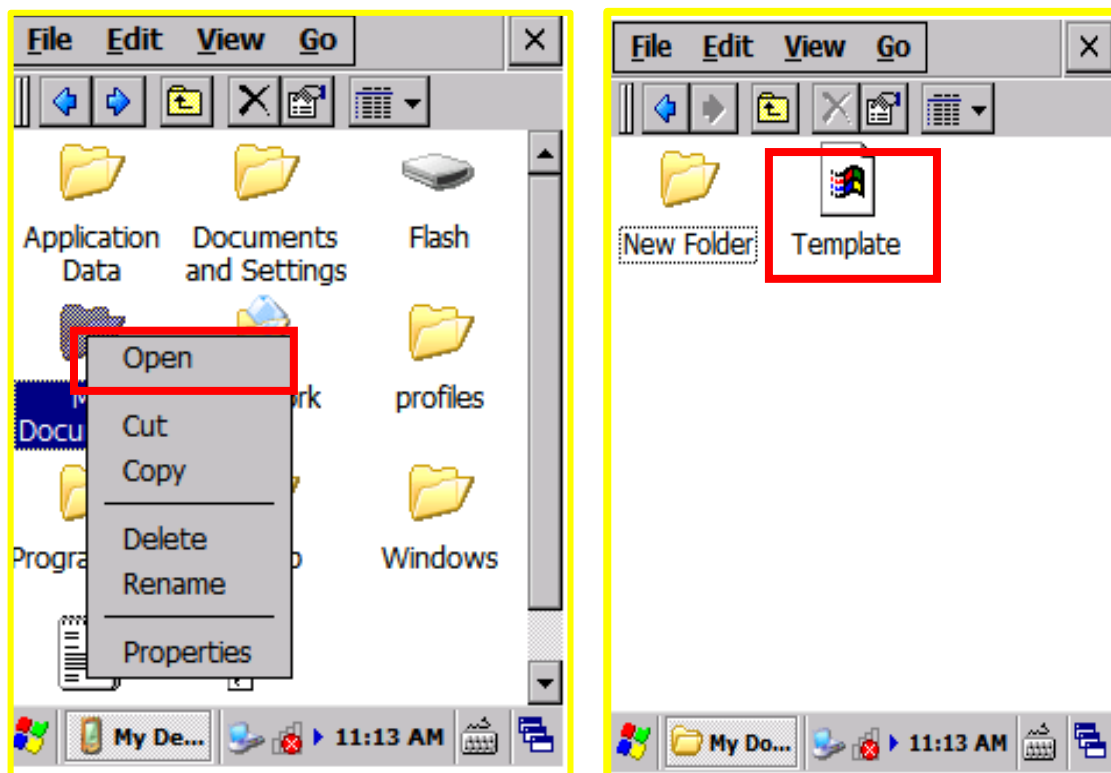 File Edit View Go
Application Data
Documents and Settings
Flash
Open
profiles
Cut
Copy
Delete
Windows
Rename
Properties
My De...
11:13 AM
File Edit View Go
New Folder
Template
My Do...
11:13 AM